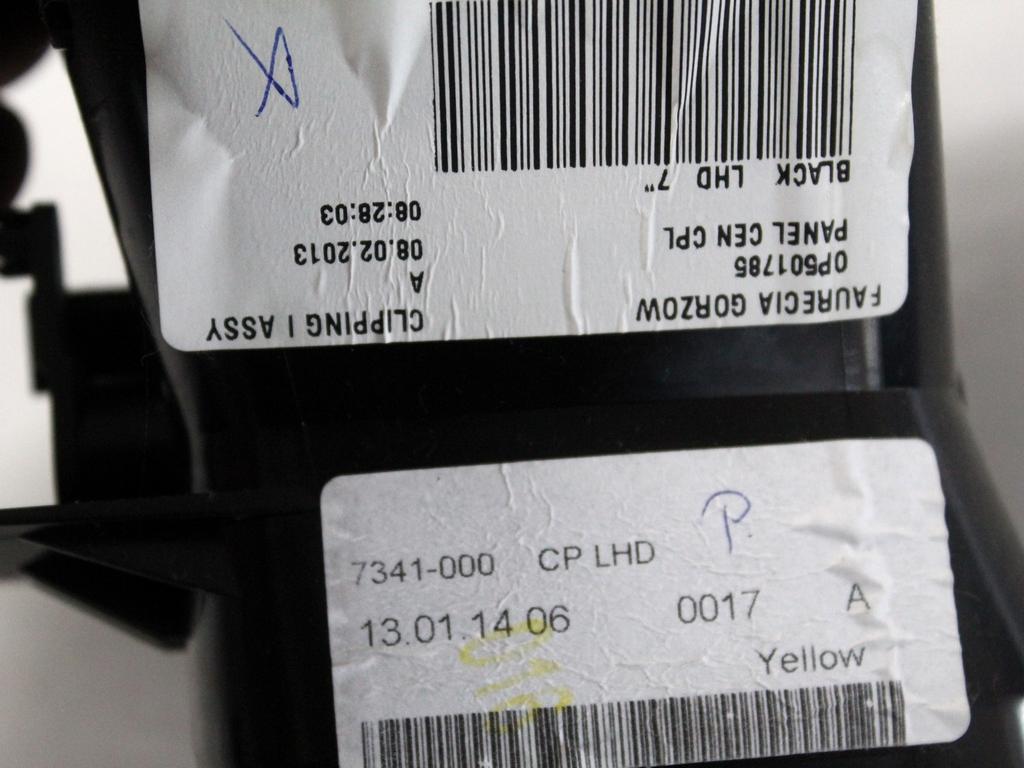 FAURECIA GORZOW CLIPPING I ASSY
0P501785 A
PANEL CEN CPL 08.02.2013
08:28:03
BLACK LHD 7"
P.
7341-000 CP LHD
13.01.14 06 0017 A
Yellow